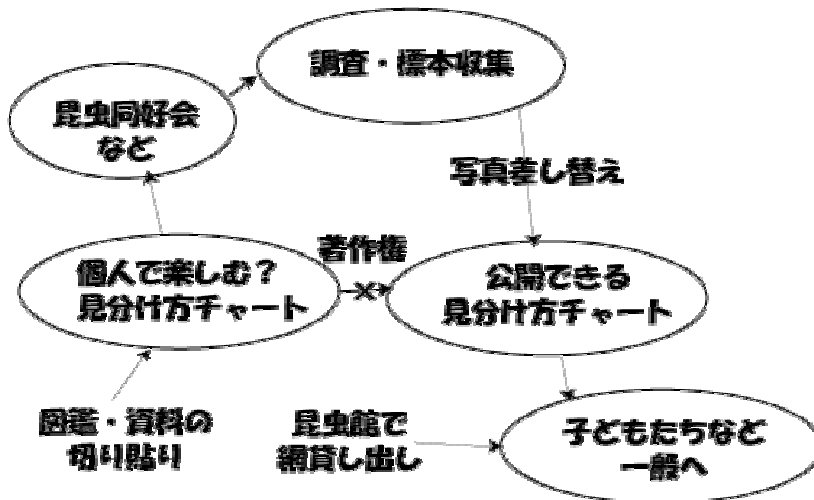 調査・標本収集
昆虫同好会
など
写真差し替え
著作権
個人で楽しむ?
見分け方チャート
公開できる
見分け方チャート
図鑑・資料の
切り貼り
昆虫館で
網貸し出し
子どもたちなど
一般へ